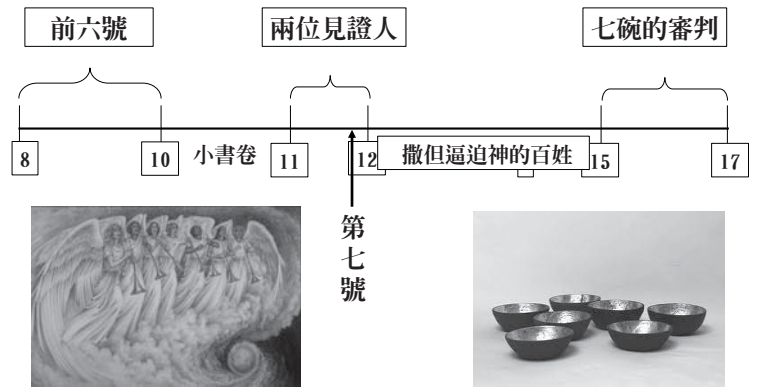 前六號
兩位見證人
七碗的審判
8
10
小書卷
11
12
撒但逼迫神的百姓
15
17
第七號